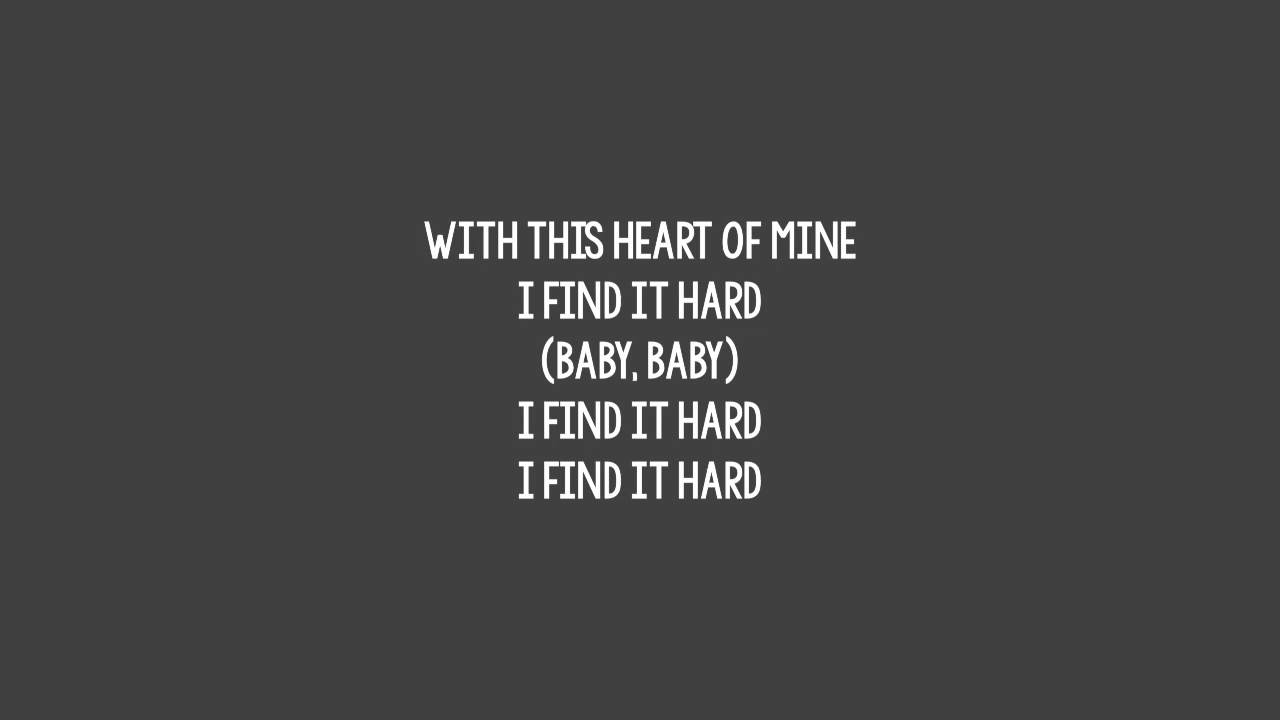 WITH THIS HEART OF MINE
I FIND IT HARD
(BABY, BABY)
I FIND IT HARD
I FIND IT HARD